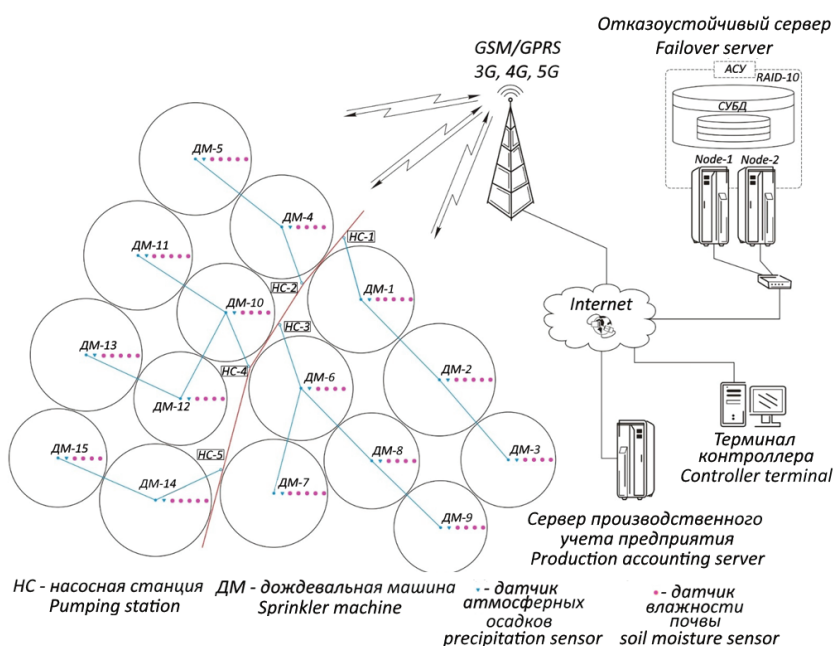 Отказоустойчивый сервер
Failover server
GSM/GPRS
3G, 4G, 5G
АСУ
RAID-10
СУБД
Node-1 Node-2
ДМ-5
ДМ-4
ДМ-11
НС-1
НС-2
ДМ-1
ДМ-10
НС-3
Internet
ДМ-13
НС-4
ДМ-6
ДМ-2
ДМ-12
ДМ-15
НС-5
ДМ-8
ДМ-3
ДМ-14
ДМ-7
ДМ-9
Терминал
контроллера
Controller terminal
Сервер производственного
учета предприятия
Production accounting server
НС - насосная станция
Pumping station
ДМ - дождевальная машина
Sprinkler machine
- датчик
атмосферных
осадков
precipitation sensor
- датчик
влажности
почвы
soil moisture sensor